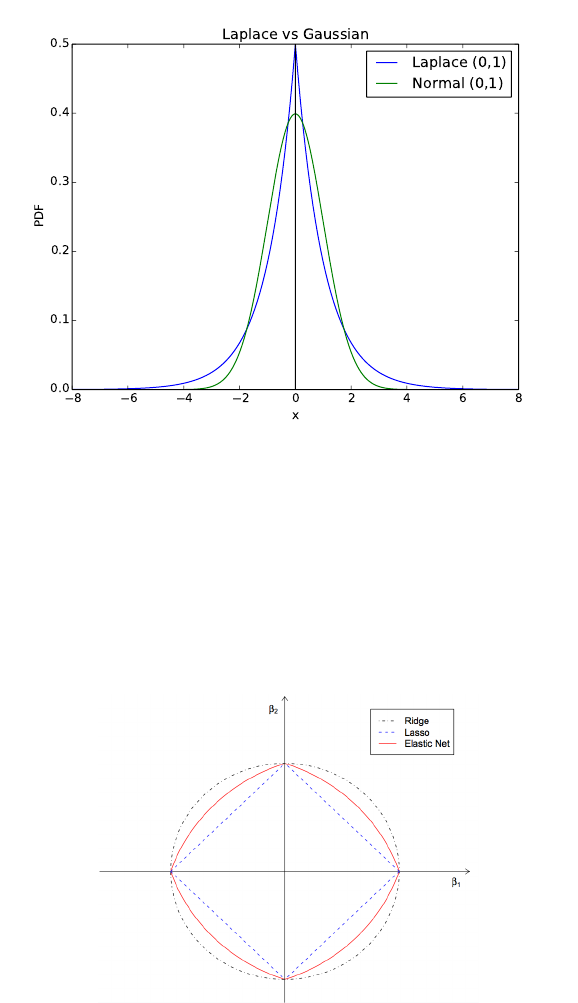 Laplace vs Gaussian
0.5
0.4
0.3
0.2
0.1
0.0
PDF
Laplace (0,1)
Normal (0,1)
−8 −6 −4 −2 0 2 4 6 8
x
β2
Ridge
Lasso
Elastic Net
β1